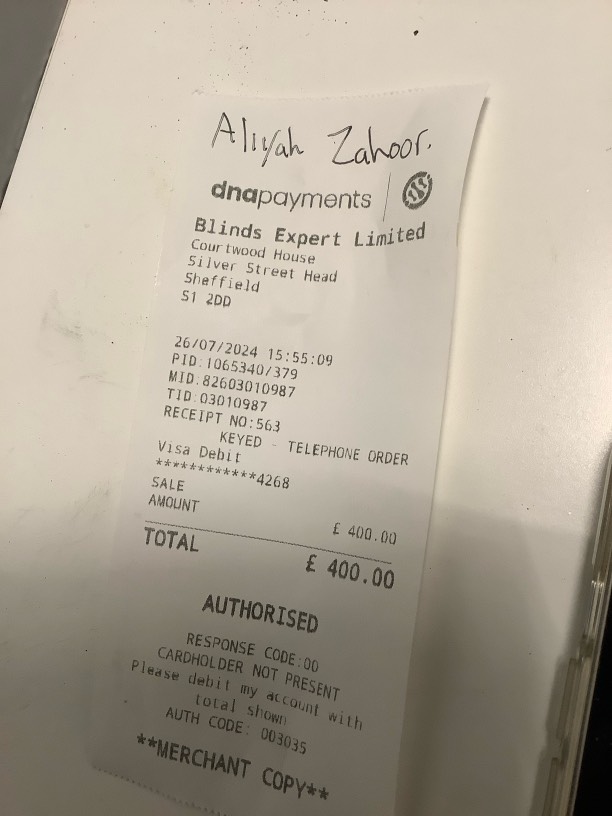 Aliyah Zahoor.
dnapayments
Blinds Expert Limited
Courtwood House
Silver Street Head
Sheffield
S1 2DD
26/07/2024 15:55:09
PID:1065340/379
MID:82603010987
TID:03010987
RECEIPT NO:563
KEYED - TELEPHONE ORDER
Visa Debit
************4268
SALE
AMOUNT £ 400.00
TOTAL £ 400.00
AUTHORISED
RESPONSE CODE:00
CARDHOLDER NOT PRESENT
Please debit my account with
total shown
AUTH CODE: 003035
**MERCHANT COPY**